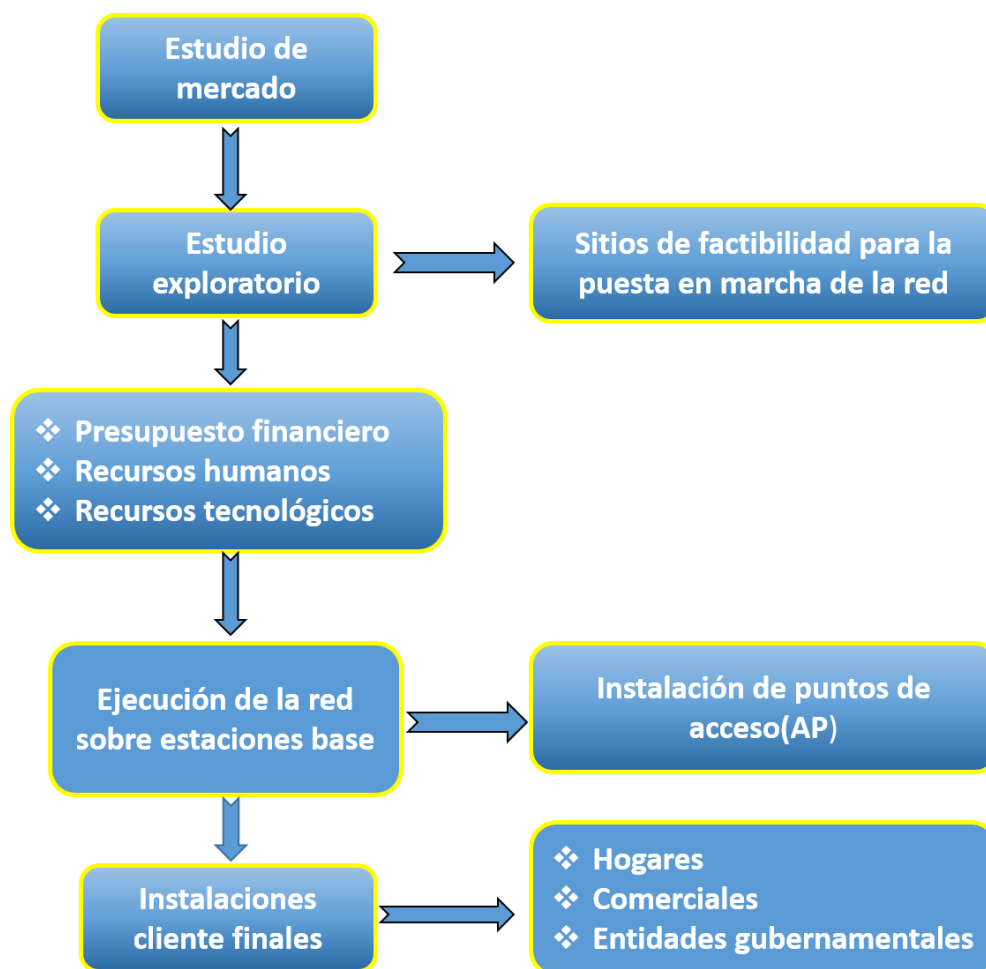 Estudio de
mercado
Estudio
exploratorio
Sitios de factibilidad para la
puesta en marcha de la red
❖ Presupuesto financiero
❖ Recursos humanos
❖ Recursos tecnológicos
Ejecución de la red
sobre estaciones base
Instalación de puntos de
acceso(AP)
Instalaciones
cliente finales
❖ Hogares
❖ Comerciales
❖ Entidades gubernamentales